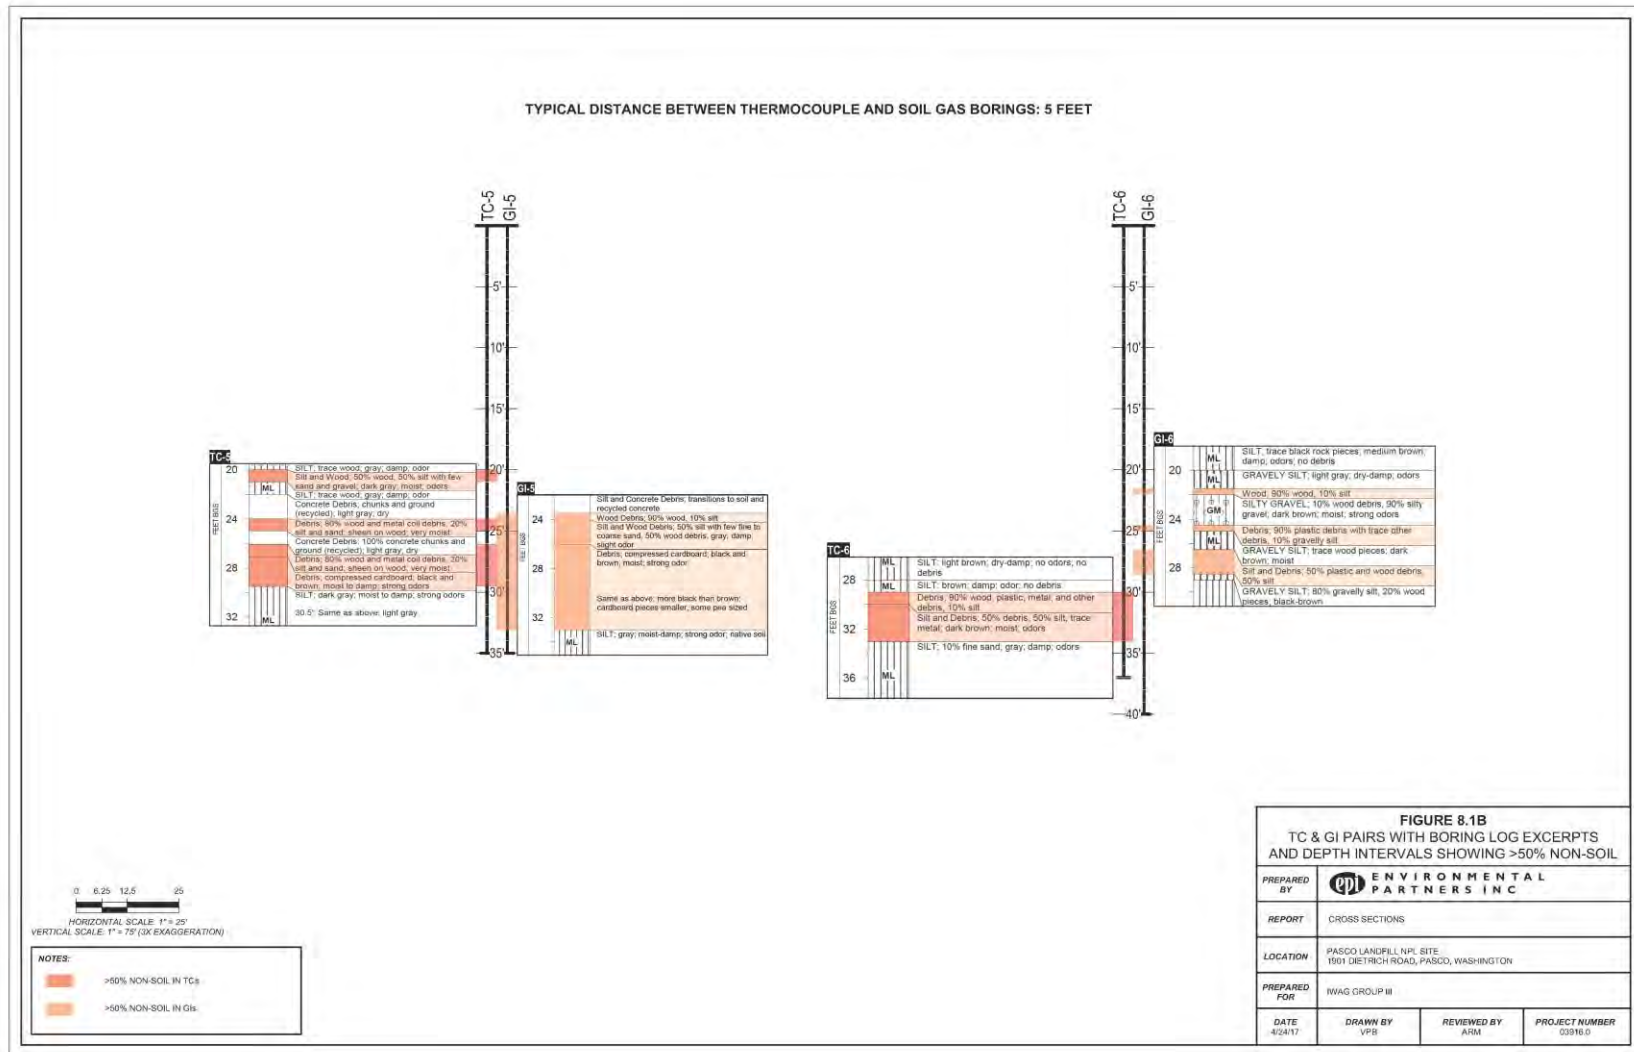 TYPICAL DISTANCE BETWEEN THERMOCOUPLE AND SOIL GAS BORINGS: 5 FEET
TC-5
GI-5
5'
10'
15'
20'
25'
30'
35'
TC-6
GI-6
5'
10'
15'
20'
25'
30'
35'
40'
TC-5
FEET BGS
20
24
28
32
ML
ML
SILT; trace wood; gray; damp; odor
Silt and Wood; 50% wood, 50% silt with few
sand and gravel; dark gray; moist; odors
SILT; trace wood; gray; damp; odor
Concrete Debris; chunks and ground
(recycled); light gray; dry
Debris; 80% wood and metal coil debris, 20%
silt and sand; sheen on wood; very moist
Concrete Debris; 100% concrete chunks and
ground (recycled); light gray; dry
Debris; 80% wood and metal coil debris, 20%
silt and sand; sheen on wood; very moist
Debris; compressed cardboard; black and
brown; moist to damp; strong odors
SILT; dark gray; moist to damp; strong odors
30.5': Same as above; light gray
GI-5
FEET BGS
24
28
32
ML
Silt and Concrete Debris; transitions to soil and
recycled concrete
Wood Debris; 90% wood, 10% silt
Silt and Wood Debris; 50% silt with few fine to
coarse sand, 50% wood debris; gray; damp;
slight odor
Debris; compressed cardboard; black and
brown; moist; strong odor
Same as above; more black than brown;
cardboard pieces smaller, some pea sized
SILT; gray; moist-damp; strong odor; native soil
TC-6
FEET BGS
28
32
36
ML
ML
ML
SILT; light brown; dry-damp; no odors; no
debris
SILT; brown; damp; odor; no debris
Debris; 90% wood, plastic, metal, and other
debris, 10% silt
Silt and Debris; 50% debris, 50% silt, trace
metal; dark brown; moist; odors
SILT; 10% fine sand; gray; damp; odors
GI-6
FEET BGS
20
24
28
ML
ML
GM
ML
SILT; trace black rock pieces; medium brown;
damp; odors; no debris
GRAVELY SILT; light gray; dry-damp; odors
Wood; 90% wood, 10% silt
SILTY GRAVEL; 10% wood debris, 90% silty
gravel; dark brown; moist; strong odors
Debris; 90% plastic debris with trace other
debris, 10% gravelly silt
GRAVELY SILT; trace wood pieces; dark
brown; moist
Silt and Debris; 50% plastic and wood debris,
50% silt
GRAVELY SILT; 80% gravelly silt, 20% wood
pieces; black-brown
0 6.25 12.5 25
HORIZONTAL SCALE: 1" = 25'
VERTICAL SCALE: 1" = 75' (3X EXAGGERATION)
NOTES:
>50% NON-SOIL IN TCs
>50% NON-SOIL IN GIs
FIGURE 8.1B
TC & GI PAIRS WITH BORING LOG EXCERPTS
AND DEPTH INTERVALS SHOWING >50% NON-SOIL
PREPARED
BY
epi ENVIRONMENTAL
PARTNERS INC
REPORT
CROSS SECTIONS
LOCATION
PASCO LANDFILL NPL SITE
1901 DIETRICH ROAD, PASCO, WASHINGTON
PREPARED
FOR
IWAG GROUP III
DATE
4/24/17
DRAWN BY
VPB
REVIEWED BY
ARM
PROJECT NUMBER
03916.0